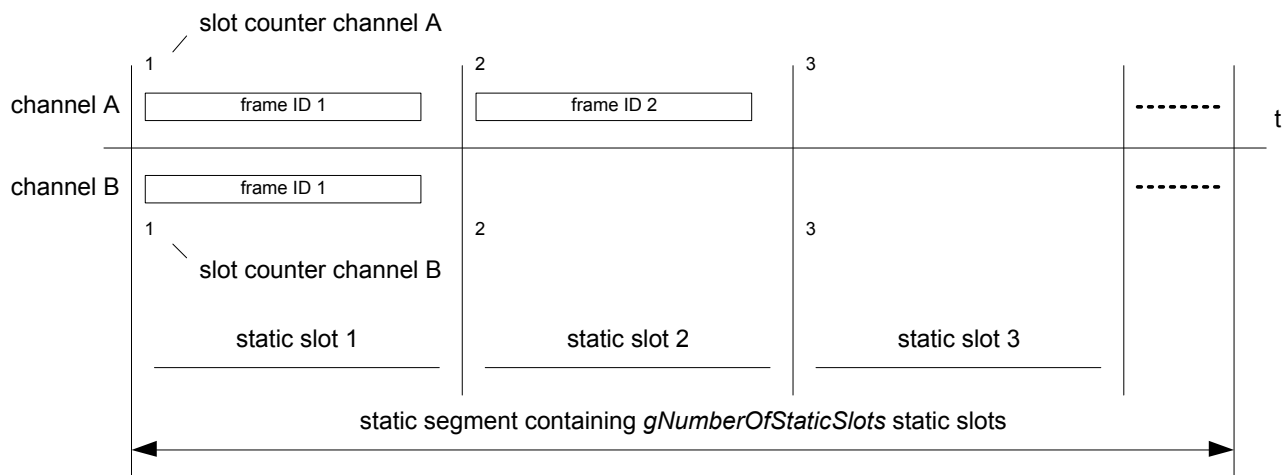 slot counter channel A
1 2 3
channel A frame ID 1 frame ID 2 t
channel B frame ID 1
1 2 3
slot counter channel B
static slot 1 static slot 2 static slot 3
static segment containing gNumberOfStaticSlots static slots